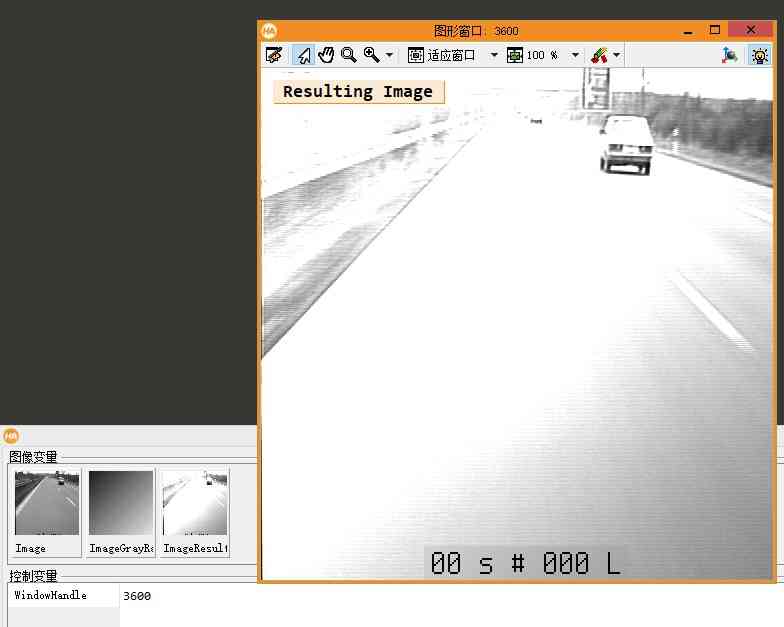 图形窗口: 3600
适应窗口
100 %
Resulting Image
00 s # 000 L
图像变量
Image
ImageGrayRa
ImageResult
控制变量
WindowHandle
3600